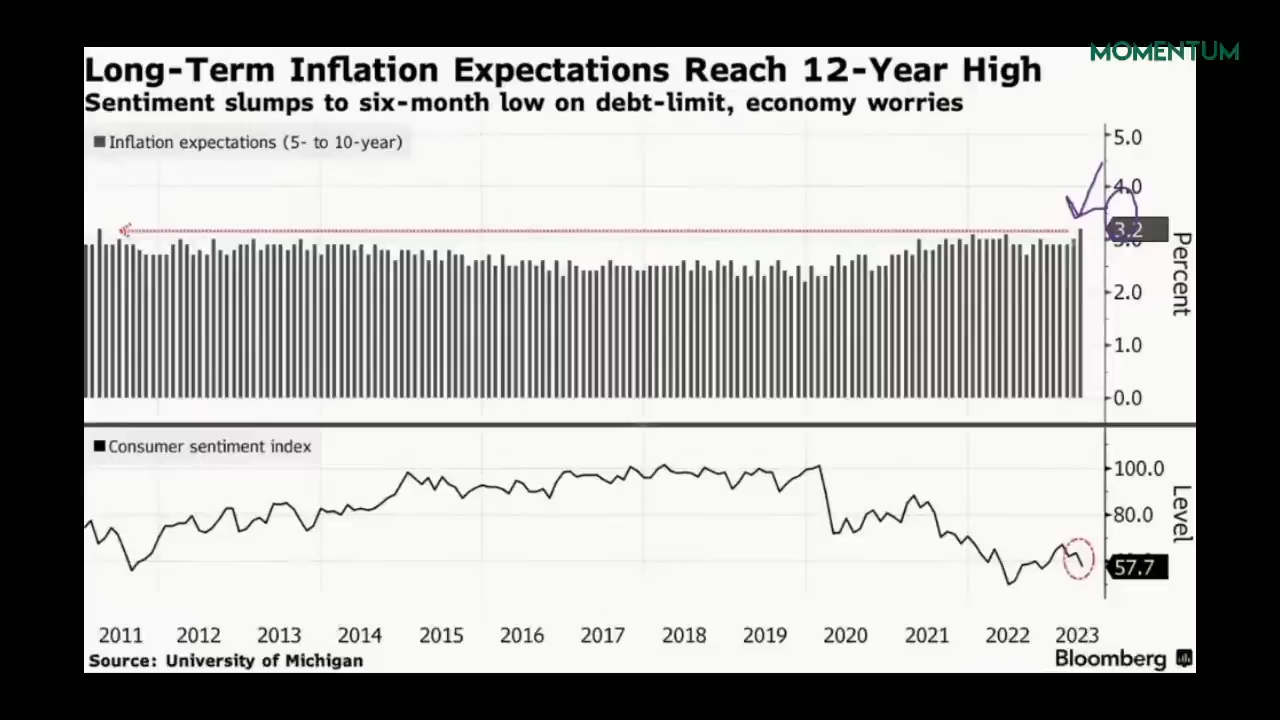 MOMENTUM
Long-Term Inflation Expectations Reach 12-Year High
Sentiment slumps to six-month low on debt-limit, economy worries
Inflation expectations (5- to 10-year)
5.0
4.0
3.2
3.0
2.0
1.0
0.0
Percent
Consumer sentiment index
100.0
80.0
57.7
Level
2011 2012 2013 2014 2015 2016 2017 2018 2019 2020 2021 2022 2023
Source: University of Michigan
Bloomberg